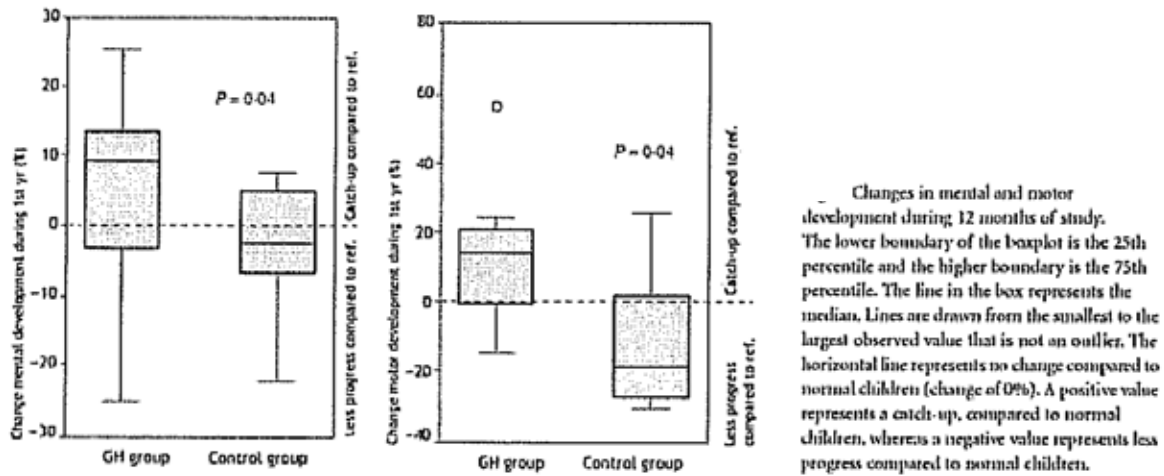 Change mental development during 1st yr (%)
30
20
10
0
−10
−20
−30
P = 0·04
GH group
Control group
Catch-up compared to ref.
Less progress compared to ref.
Change motor development during 1st yr (%)
80
60
40
20
0
−20
−40
P = 0·04
GH group
Control group
Catch-up compared to ref.
Less progress
compared to ref.
Changes in mental and motor
development during 12 months of study.
The lower boundary of the boxplot is the 25th
percentile and the higher boundary is the 75th
percentile. The line in the box represents the
median. Lines are drawn from the smallest to the
largest observed value that is not an outlier. The
horizontal line represents no change compared to
normal children (change of 0%). A positive value
represents a catch-up, compared to normal
children, whereas a negative value represents less
progress compared to normal children.